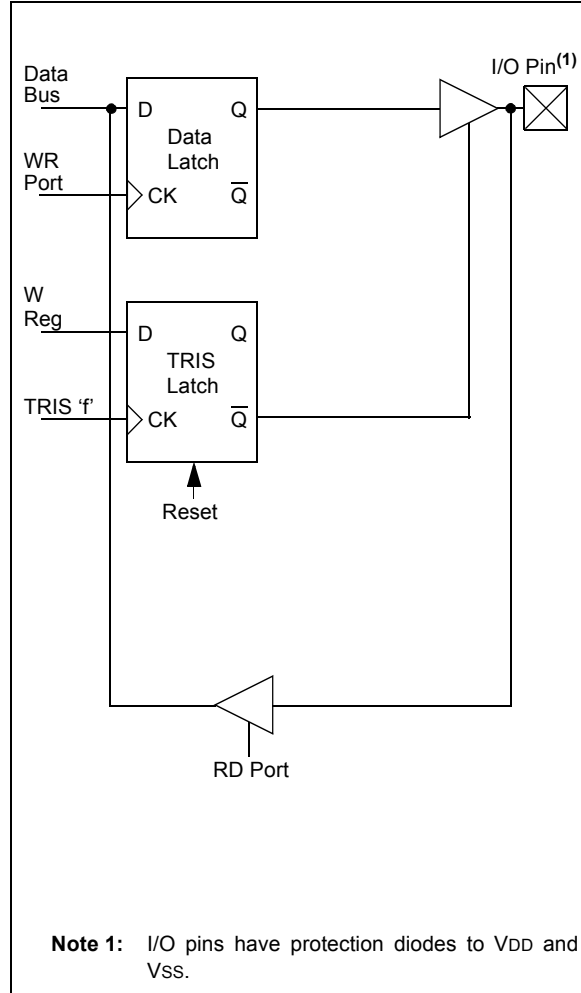 Data
Bus
I/O Pin(1)
D Q
Data
Latch
WR
Port
CK Q̅
W
Reg
D Q
TRIS
Latch
TRIS ‘f’
CK Q̅
Reset
RD Port
Note 1: I/O pins have protection diodes to VDD and
VSS.